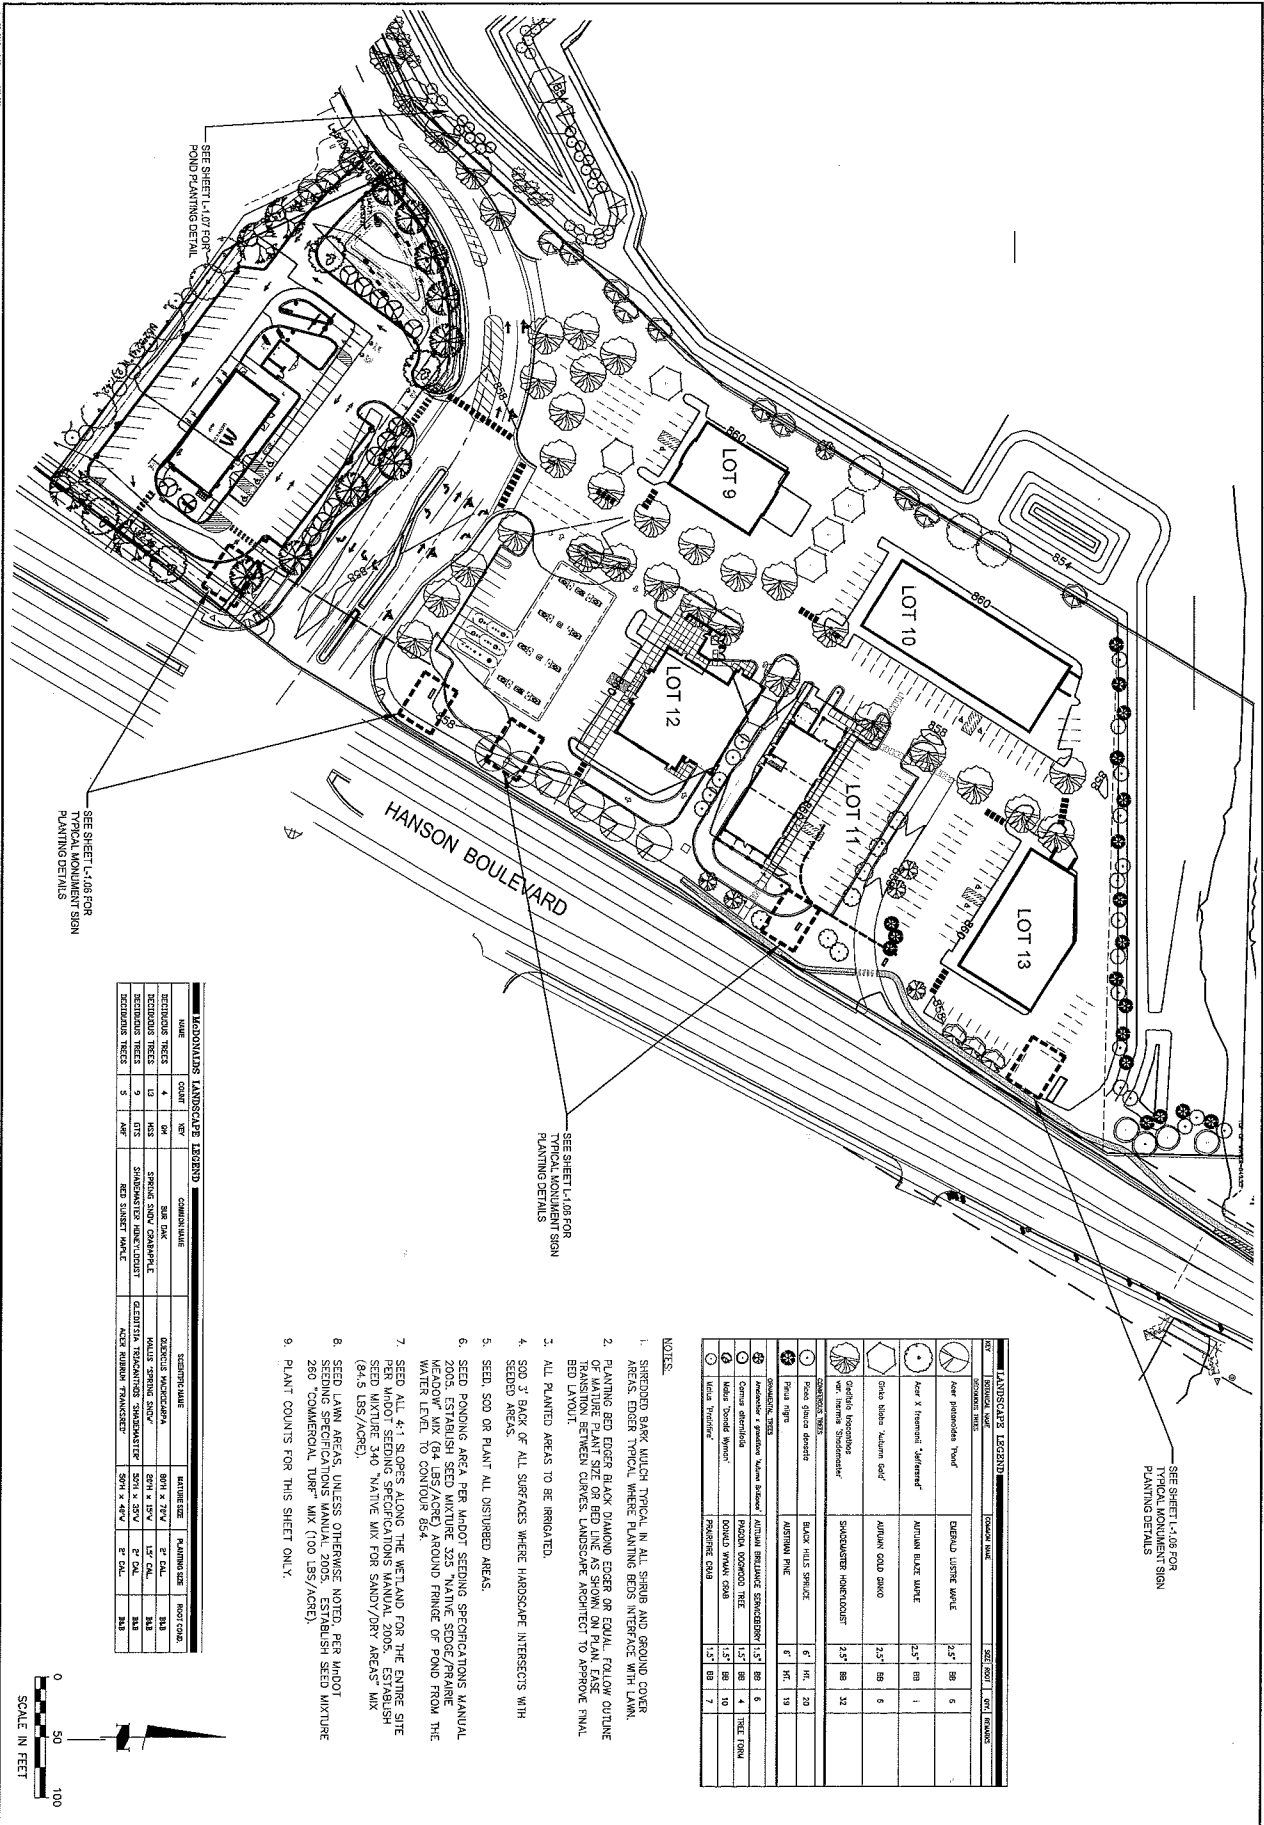 SEE SHEET L-1.07 FOR
POND PLANTING DETAIL
854
858
858
858
LOT 9
860
LOT 10
860
854
LOT 12
LOT 11
858
858
LOT 13
860
858
HANSON BOULEVARD
SEE SHEET L-1.06 FOR
TYPICAL MONUMENT SIGN
PLANTING DETAILS
SEE SHEET L-1.06 FOR
TYPICAL MONUMENT SIGN
PLANTING DETAILS
SEE SHEET L-1.06 FOR
TYPICAL MONUMENT SIGN
PLANTING DETAILS
LANDSCAPE LEGEND
KEY BOTANICAL NAME COMMON NAME SIZE ROOT QTY. REMARKS
DECIDUOUS TREES
Acer platanoides 'Pond' EMERALD LUSTRE MAPLE 2.5" BB 6
Acer X freemanii 'Jeffersred' AUTUMN BLAZE MAPLE 2.5" BB 1
Ginko biloba 'Autumn Gold' AUTUMN GOLD GINKO 2.5" BB 6
Gleditsia triacanthos
var. inermis 'Shademaster' SHADEMASTER HONEYLOCUST 2.5" BB 32
CONIFEROUS TREES
Picea glauca densata BLACK HILLS SPRUCE 6' HT. 20
Pinus nigra AUSTRIAN PINE 6' HT. 19
ORNAMENTAL TREES
Amelanchier x grandiflora 'Autumn Brilliance' AUTUMN BRILLIANCE SERVICEBERRY 1.5" BB 6
Cornus alternifolia PAGODA DOGWOOD TREE 1.5" BB 4 TREE FORM
Malus 'Donald Wyman' DONALD WYMAN CRAB 1.5" BB 10
Malus 'Prairifire' PRAIRIFIRE CRAB 1.5" BB 7
NOTES:
1. SHREDDED BARK MULCH TYPICAL IN ALL SHRUB AND GROUND COVER
AREAS. EDGER TYPICAL WHERE PLANTING BEDS INTERFACE WITH LAWN.
2. PLANTING BED EDGER BLACK DIAMOND EDGER OR EQUAL. FOLLOW OUTLINE
OF MATURE PLANT SIZE OR BED LINE AS SHOWN ON PLAN. EASE
TRANSITION BETWEEN CURVES. LANDSCAPE ARCHITECT TO APPROVE FINAL
BED LAYOUT.
3. ALL PLANTED AREAS TO BE IRRIGATED.
4. SOD 3' BACK OF ALL SURFACES WHERE HARDSCAPE INTERSECTS WITH
SEEDED AREAS.
5. SEED, SOD OR PLANT ALL DISTURBED AREAS.
6. SEED PONDING AREA PER MnDOT SEEDING SPECIFICATIONS MANUAL
2005. ESTABLISH SEED MIXTURE 325 "NATIVE SEDGE/PRAIRIE
MEADOW" MIX (84 LBS/ACRE) AROUND FRINGE OF POND FROM THE
WATER LEVEL TO CONTOUR 854.
7. SEED ALL 4:1 SLOPES ALONG THE WETLAND FOR THE ENTIRE SITE
PER MnDOT SEEDING SPECIFICATIONS MANUAL 2005. ESTABLISH
SEED MIXTURE 340 "NATIVE MIX FOR SANDY/DRY AREAS" MIX
(84.5 LBS/ACRE).
8. SEED LAWN AREAS, UNLESS OTHERWISE NOTED, PER MnDOT
SEEDING SPECIFICATIONS MANUAL 2005. ESTABLISH SEED MIXTURE
260 "COMMERCIAL TURF" MIX (100 LBS/ACRE).
9. PLANT COUNTS FOR THIS SHEET ONLY.
McDONALDS LANDSCAPE LEGEND
NAME COUNT KEY COMMON NAME SCIENTIFIC NAME MATURE SIZE PLANTING SIZE ROOT COND.
DECIDUOUS TREES 4 QM BUR OAK QUERCUS MACROCARPA 80'H x 70'W 2" CAL. B&B
DECIDUOUS TREES 13 MSS SPRING SNOW CRABAPPLE MALUS 'SPRING SNOW' 20'H x 15'W 1.5" CAL. B&B
DECIDUOUS TREES 9 GTS SHADEMASTER HONEYLOCUST GLEDITSIA TRIACANTHOS 'SHADEMASTER' 50'H x 35'W 2" CAL. B&B
DECIDUOUS TREES 5 ARF RED SUNSET MAPLE ACER RUBRUM 'FRANKSRED' 50'H x 40'W 2" CAL. B&B
0 50 100
SCALE IN FEET